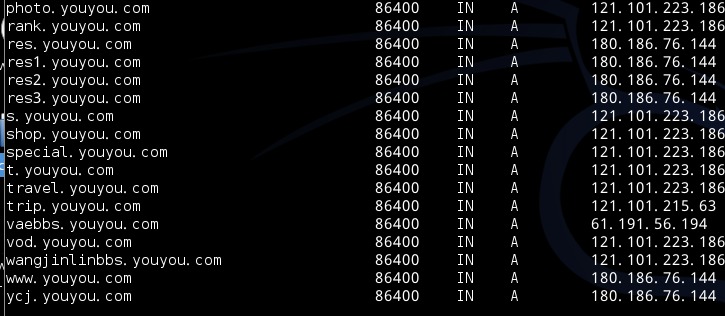 photo.youyou.com 86400 IN A 121.101.223.186
rank.youyou.com 86400 IN A 121.101.223.186
res.youyou.com 86400 IN A 180.186.76.144
res1.youyou.com 86400 IN A 180.186.76.144
res2.youyou.com 86400 IN A 180.186.76.144
res3.youyou.com 86400 IN A 180.186.76.144
s.youyou.com 86400 IN A 121.101.223.186
shop.youyou.com 86400 IN A 121.101.223.186
special.youyou.com 86400 IN A 121.101.223.186
t.youyou.com 86400 IN A 121.101.223.186
travel.youyou.com 86400 IN A 121.101.223.186
trip.youyou.com 86400 IN A 121.101.215.63
vaebbs.youyou.com 86400 IN A 61.191.56.194
vod.youyou.com 86400 IN A 121.101.223.186
wangjinlinbbs.youyou.com 86400 IN A 121.101.223.186
www.youyou.com 86400 IN A 180.186.76.144
ycj.youyou.com 86400 IN A 180.186.76.144